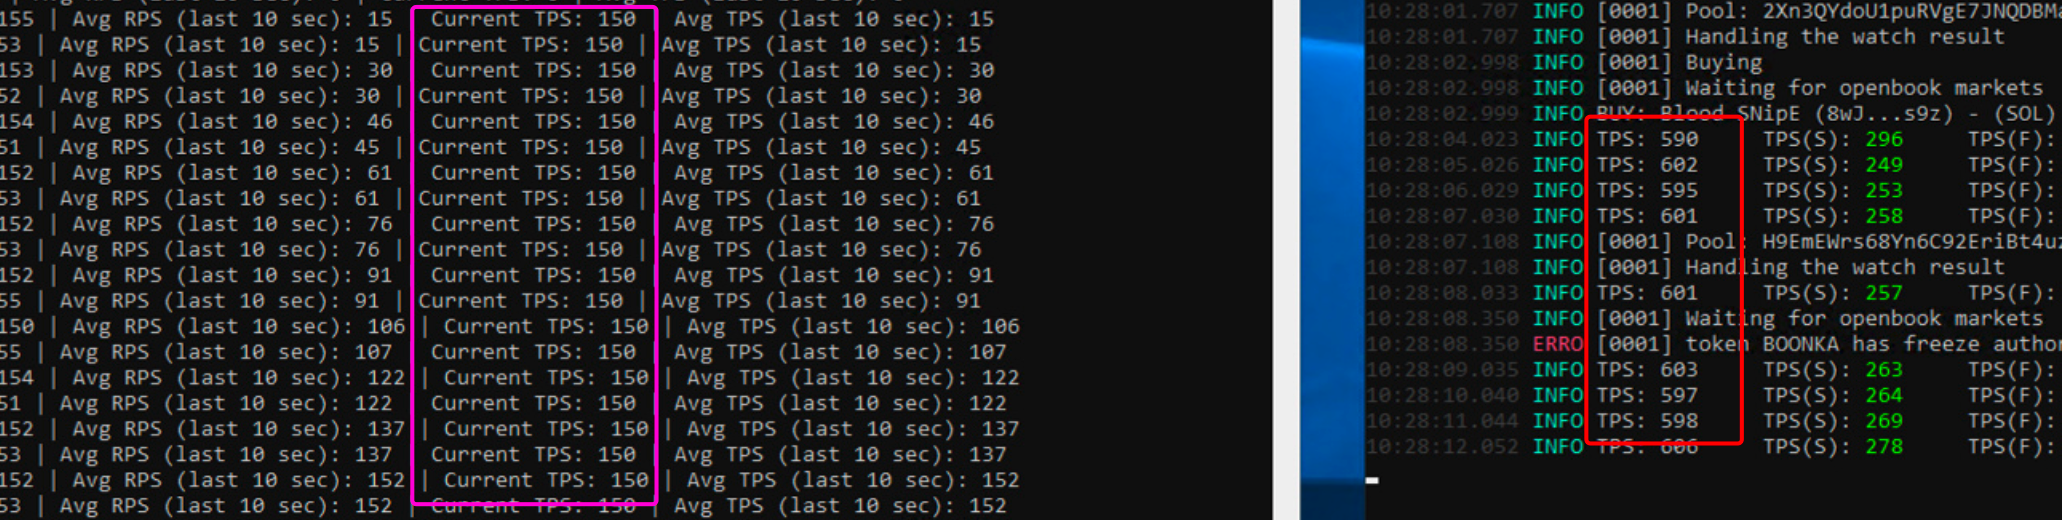 155 | Avg RPS (last 10 sec): 15 Current TPS: 150 | Avg TPS (last 10 sec): 15
53 | Avg RPS (last 10 sec): 15 | Current TPS: 150 | Avg TPS (last 10 sec): 15
153 | Avg RPS (last 10 sec): 30 Current TPS: 150 | Avg TPS (last 10 sec): 30
52 | Avg RPS (last 10 sec): 30 | Current TPS: 150 | Avg TPS (last 10 sec): 30
154 | Avg RPS (last 10 sec): 46 Current TPS: 150 | Avg TPS (last 10 sec): 46
51 | Avg RPS (last 10 sec): 45 | Current TPS: 150 | Avg TPS (last 10 sec): 45
152 | Avg RPS (last 10 sec): 61 Current TPS: 150 | Avg TPS (last 10 sec): 61
53 | Avg RPS (last 10 sec): 61 | Current TPS: 150 | Avg TPS (last 10 sec): 61
152 | Avg RPS (last 10 sec): 76 Current TPS: 150 | Avg TPS (last 10 sec): 76
53 | Avg RPS (last 10 sec): 76 | Current TPS: 150 | Avg TPS (last 10 sec): 76
152 | Avg RPS (last 10 sec): 91 Current TPS: 150 | Avg TPS (last 10 sec): 91
55 | Avg RPS (last 10 sec): 91 | Current TPS: 150 | Avg TPS (last 10 sec): 91
150 | Avg RPS (last 10 sec): 106 | Current TPS: 150 | Avg TPS (last 10 sec): 106
55 | Avg RPS (last 10 sec): 107 Current TPS: 150 | Avg TPS (last 10 sec): 107
154 | Avg RPS (last 10 sec): 122 | Current TPS: 150 | Avg TPS (last 10 sec): 122
51 | Avg RPS (last 10 sec): 122 Current TPS: 150 | Avg TPS (last 10 sec): 122
152 | Avg RPS (last 10 sec): 137 | Current TPS: 150 | Avg TPS (last 10 sec): 137
53 | Avg RPS (last 10 sec): 137 Current TPS: 150 | Avg TPS (last 10 sec): 137
152 | Avg RPS (last 10 sec): 152 | Current TPS: 150 | Avg TPS (last 10 sec): 152
53 | Avg RPS (last 10 sec): 152 | Current TPS: 150 | Avg TPS (last 10 sec): 152
10:28:01.707 INFO [0001] Pool: 2Xn3QYdoU1puRVgE7JNQDBMa
10:28:01.707 INFO [0001] Handling the watch result
10:28:02.998 INFO [0001] Buying
10:28:02.998 INFO [0001] Waiting for openbook markets
10:28:02.999 INFO BUY: Blood SNipE (8wJ...s9z) - (SOL)
10:28:04.023 INFO TPS: 590 TPS(S): 296 TPS(F):
10:28:05.026 INFO TPS: 602 TPS(S): 249 TPS(F):
10:28:06.029 INFO TPS: 595 TPS(S): 253 TPS(F):
10:28:07.030 INFO TPS: 601 TPS(S): 258 TPS(F):
10:28:07.108 INFO [0001] Pool: H9EmEWrs68Yn6C92EriBt4uz
10:28:07.108 INFO [0001] Handling the watch result
10:28:08.033 INFO TPS: 601 TPS(S): 257 TPS(F):
10:28:08.350 INFO [0001] Waiting for openbook markets
10:28:08.350 ERRO [0001] token BOONKA has freeze author
10:28:09.035 INFO TPS: 603 TPS(S): 263 TPS(F):
10:28:10.040 INFO TPS: 597 TPS(S): 264 TPS(F):
10:28:11.044 INFO TPS: 598 TPS(S): 269 TPS(F):
10:28:12.052 INFO TPS: 606 TPS(S): 278 TPS(F):